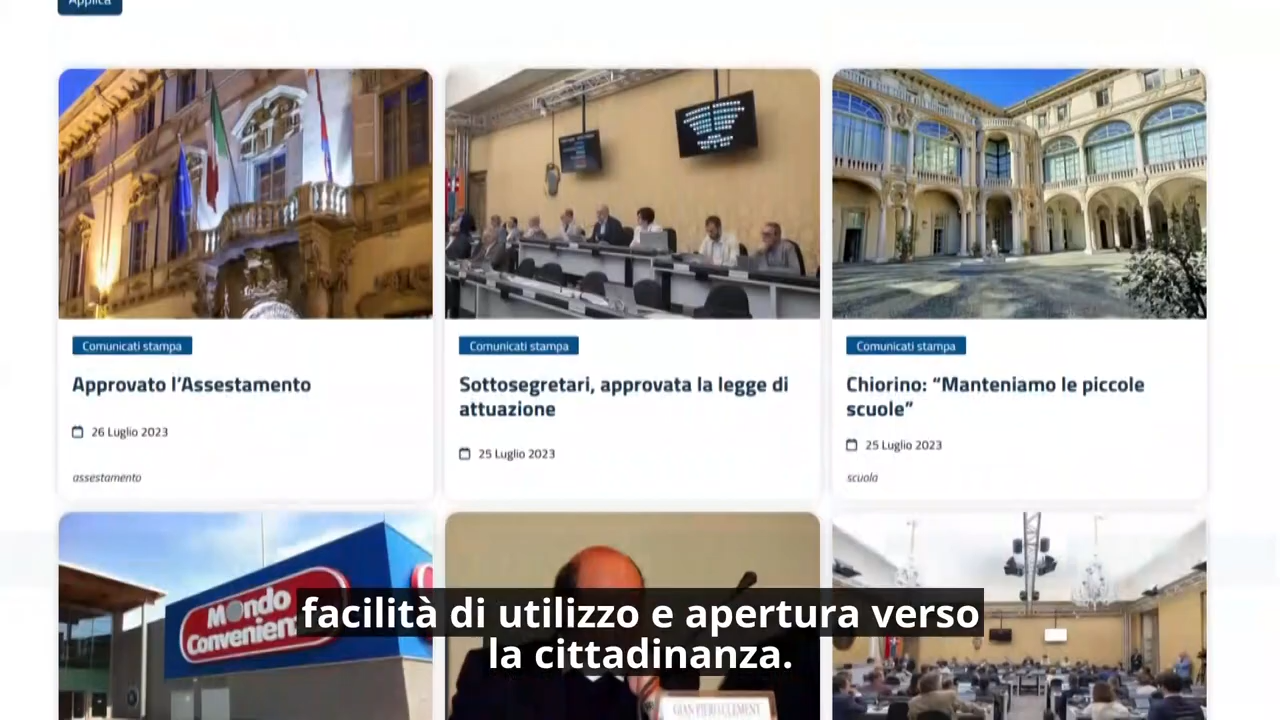 Applica
Comunicati stampa
Approvato l’Assestamento
26 Luglio 2023
assestamento
Comunicati stampa
Sottosegretari, approvata la legge di
attuazione
25 Luglio 2023
Comunicati stampa
Chiorino: “Manteniamo le piccole
scuole”
25 Luglio 2023
scuola
Mondo
Convenien
facilità di utilizzo e apertura verso
la cittadinanza.